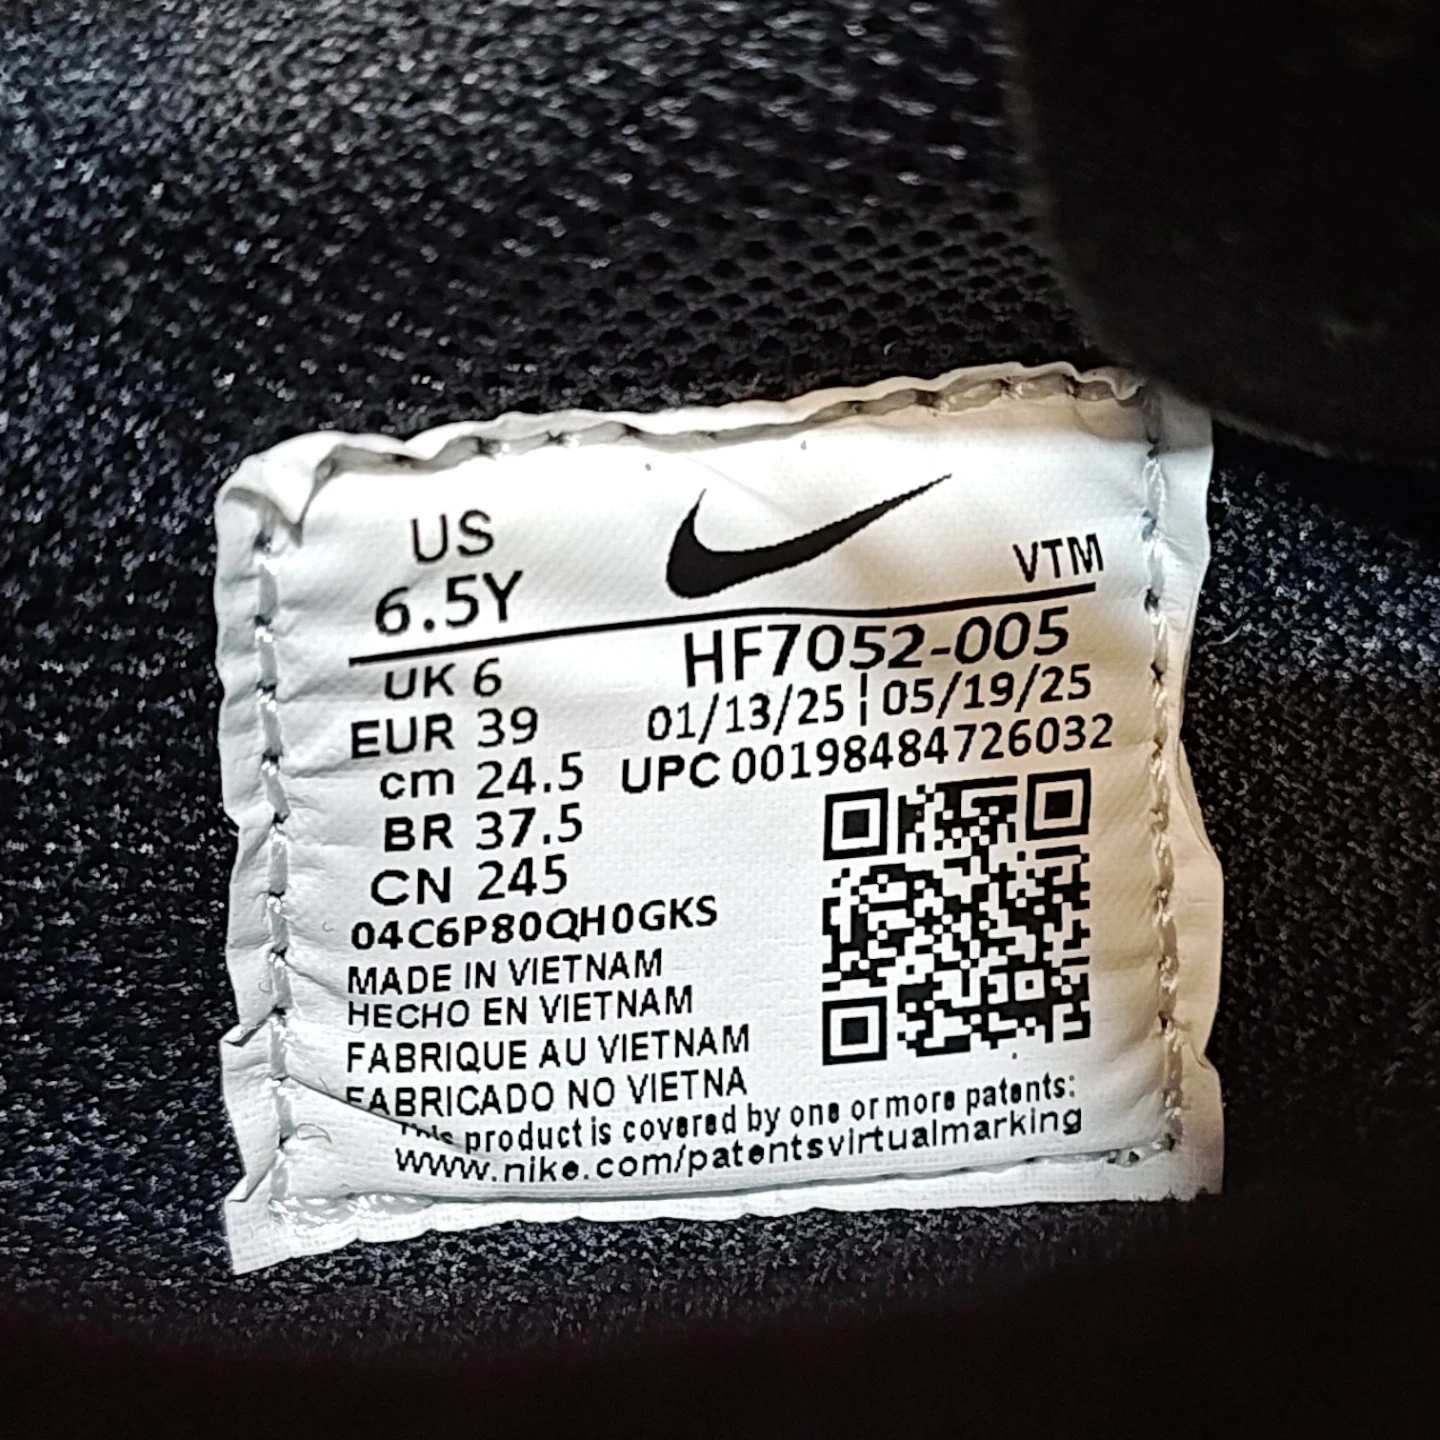 US
6.5Y
VTM
UK 6
EUR 39
cm 24.5
BR 37.5
CN 245
HF7052-005
01/13/25 | 05/19/25
UPC 00198484726032
04C6P80QH0GKS
MADE IN VIETNAM
HECHO EN VIETNAM
FABRIQUE AU VIETNAM
FABRICADO NO VIETNA
This product is covered by one or more patents:
www.nike.com/patentsvirtualmarking